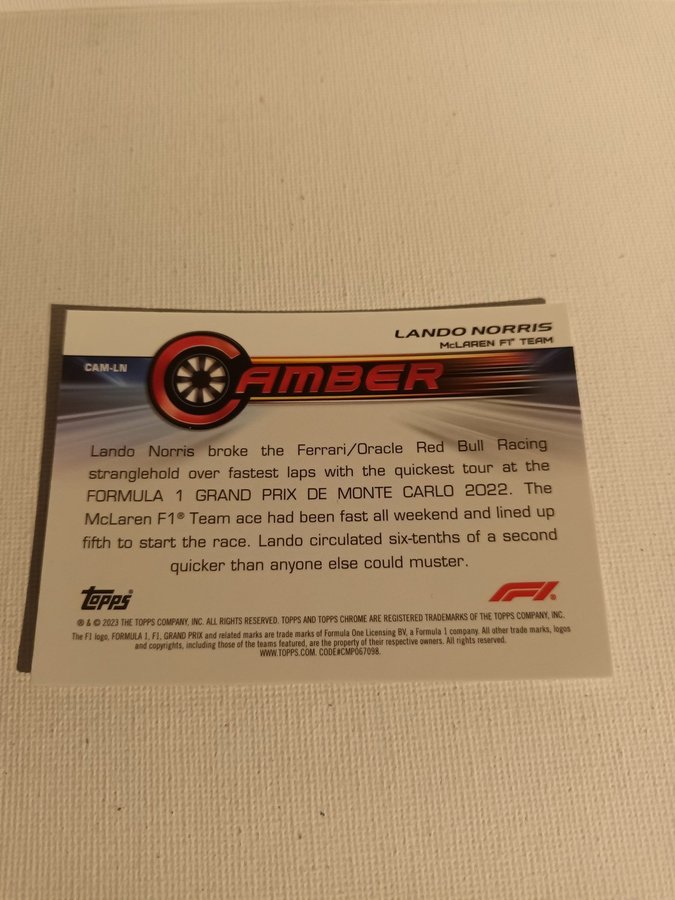 LANDO NORRIS
McLAREN F1® TEAM
CAM-LN
CAMBER
Lando Norris broke the Ferrari/Oracle Red Bull Racing
stranglehold over fastest laps with the quickest tour at the
FORMULA 1 GRAND PRIX DE MONTE CARLO 2022. The
McLaren F1® Team ace had been fast all weekend and lined up
fifth to start the race. Lando circulated six-tenths of a second
quicker than anyone else could muster.
Topps®
F1®
® & © 2023 THE TOPPS COMPANY, INC. ALL RIGHTS RESERVED. TOPPS AND TOPPS CHROME ARE REGISTERED TRADEMARKS OF THE TOPPS COMPANY, INC.
The F1 logo, FORMULA 1, F1, GRAND PRIX and related marks are trade marks of Formula One Licensing BV, a Formula 1 company. All other trade marks, logos
and copyrights, including those of the teams featured, are the property of their respective owners. All rights reserved.
WWW.TOPPS.COM. CODE#CMP067098.